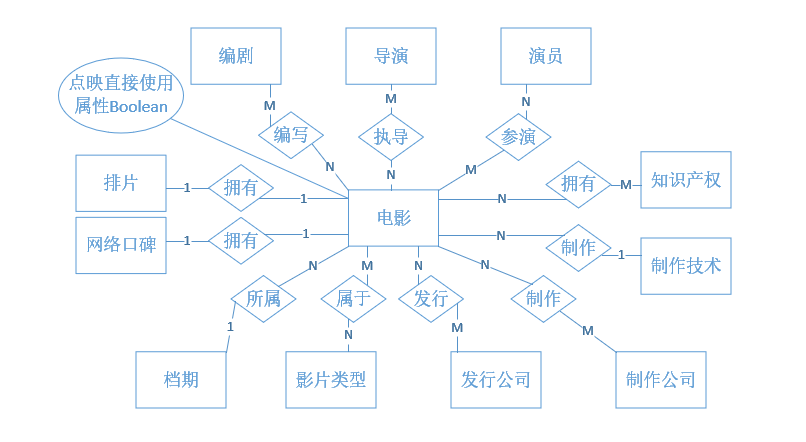 编剧
导演
演员
点映直接使用
属性Boolean
M
M
N
编写
执导
参演
N
N
M
排片
1
拥有
1
拥有
M
知识产权
N
电影
网络口碑
1
拥有
1
N
制作
1
制作技术
N
M
N
N
所属
属于
发行
制作
1
N
M
M
档期
影片类型
发行公司
制作公司